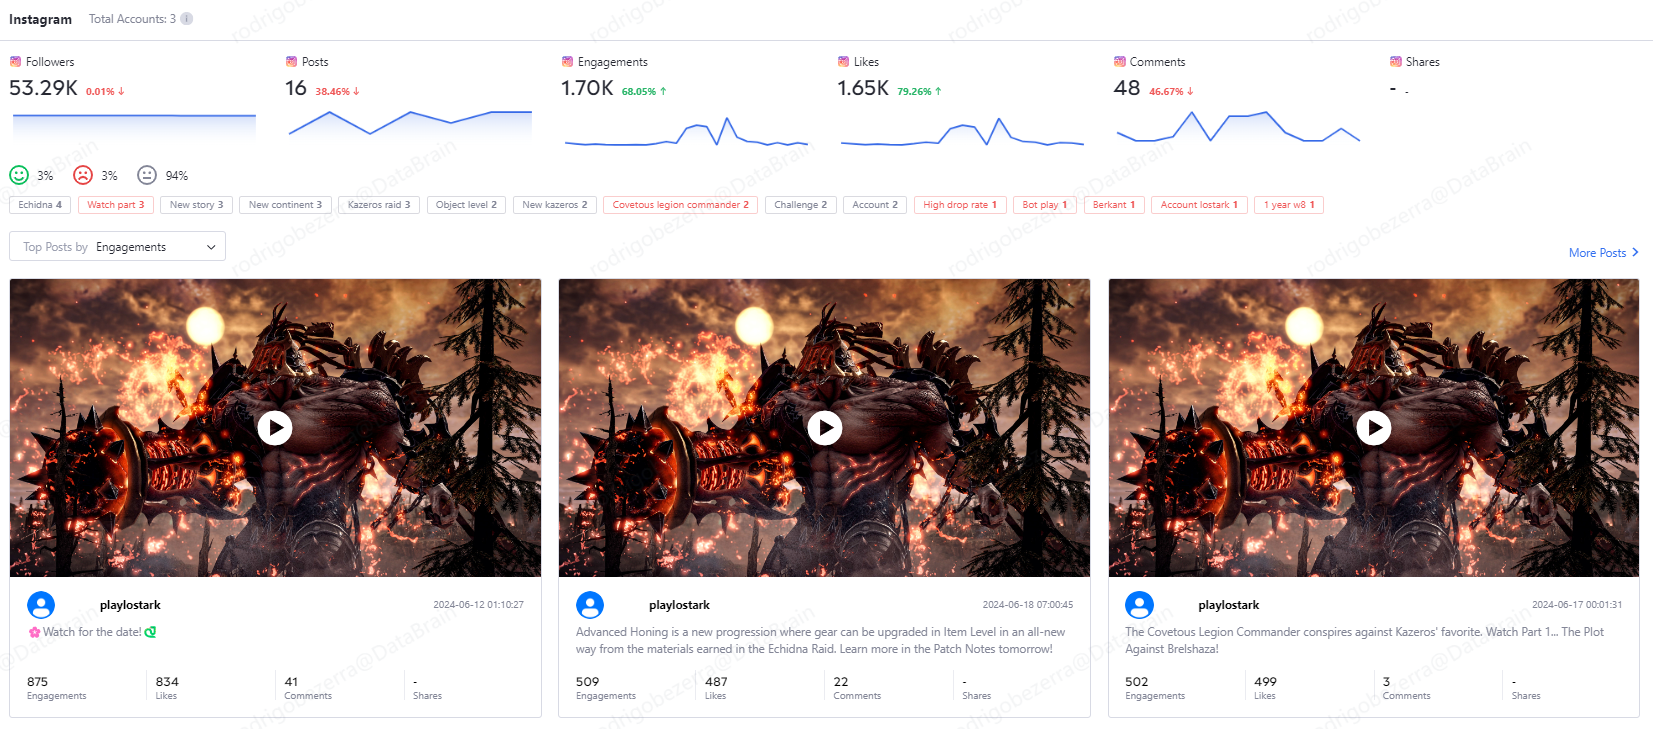 Instagram Total Accounts: 3
Followers Posts Engagements Likes Comments Shares
53.29K 0.01% ↓ 16 38.46% ↓ 1.70K 68.05% ↑ 1.65K 79.26% ↑ 48 46.67% ↓ - -
3% 3% 94%
Echidna 4 Watch part 3 New story 3 New continent 3 Kazeros raid 3 Object level 2 New kazeros 2 Covetous legion commander 2 Challenge 2 Account 2 High drop rate 1 Bot play 1 Berkant 1 Account lostark 1 1 year w8 1
Top Posts by Engagements
More Posts
playlostark 2024-06-12 01:10:27
🌸Watch for the date!
875 834 41 -
Engagements Likes Comments Shares
playlostark 2024-06-18 07:00:45
Advanced Honing is a new progression where gear can be upgraded in Item Level in an all-new
way from the materials earned in the Echidna Raid. Learn more in the Patch Notes tomorrow!
509 487 22 -
Engagements Likes Comments Shares
playlostark 2024-06-17 00:01:31
The Covetous Legion Commander conspires against Kazeros' favorite. Watch Part 1... The Plot
Against Brelshaza!
502 499 3 -
Engagements Likes Comments Shares
rodrigobezerra@DataBrain